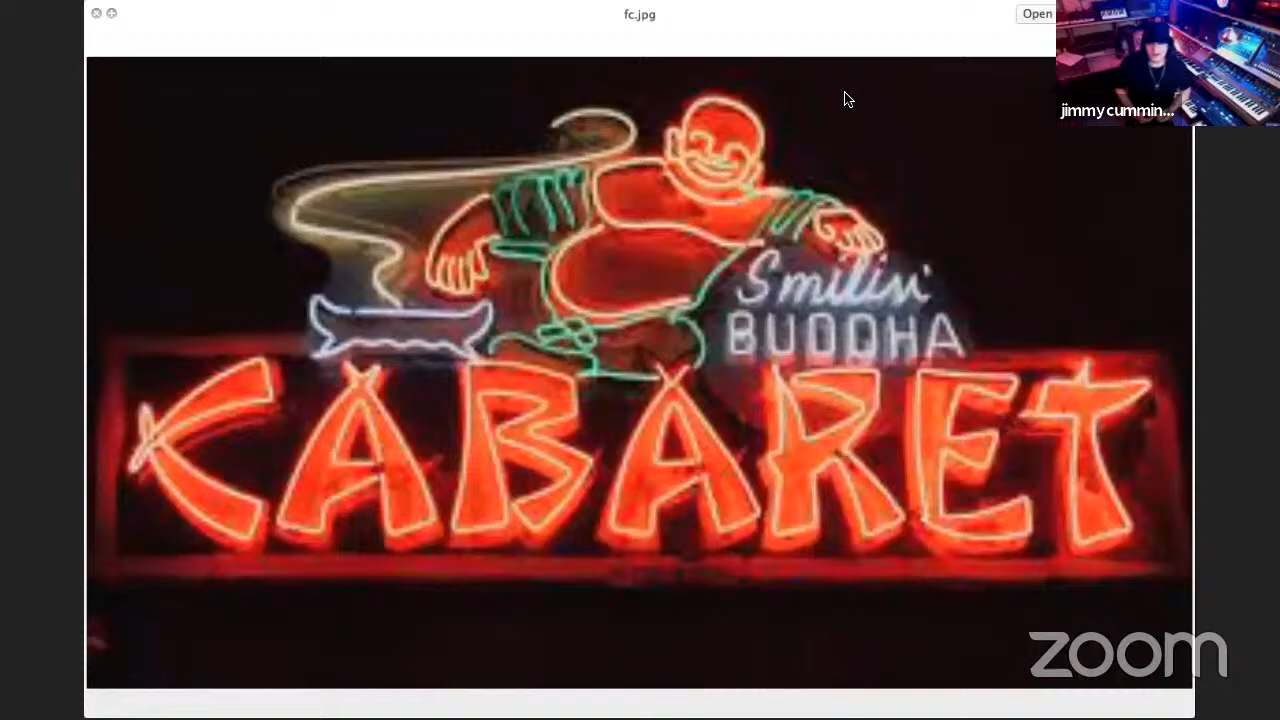 fc.jpg
Open
jimmy cummin...
Smilin'
BUDDHA
CABARET
zoom